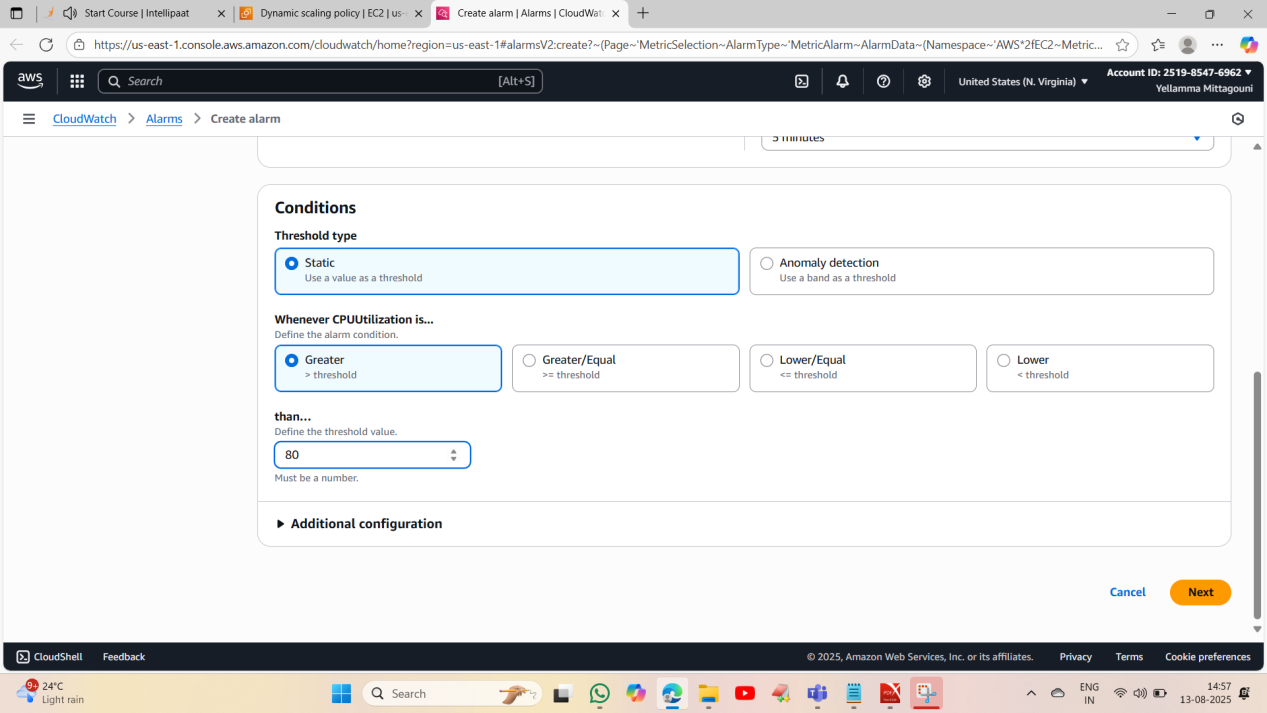 Start Course | Intellipaat
Dynamic scaling policy | EC2 | us-
Create alarm | Alarms | CloudWatc
https://us-east-1.console.aws.amazon.com/cloudwatch/home?region=us-east-1#alarmsV2:create?~(Page~'MetricSelection~AlarmType~'MetricAlarm~AlarmData~(Namespace~'AWS*2fEC2~Metric...
aws
Search
[Alt+S]
United States (N. Virginia)
Account ID: 2519-8547-6962
Yellamma Mittagouni
CloudWatch
Alarms
Create alarm
5 minutes
Conditions
Threshold type
Static
Use a value as a threshold
Anomaly detection
Use a band as a threshold
Whenever CPUUtilization is...
Define the alarm condition.
Greater
> threshold
Greater/Equal
>= threshold
Lower/Equal
<= threshold
Lower
< threshold
than...
Define the threshold value.
80
Must be a number.
Additional configuration
Cancel
Next
CloudShell
Feedback
© 2025, Amazon Web Services, Inc. or its affiliates.
Privacy
Terms
Cookie preferences
9+
24°C
Light rain
Search
ENG
IN
14:57
13-08-2025